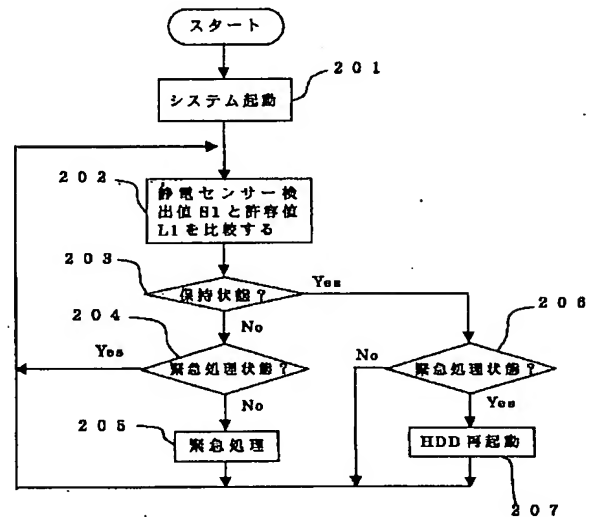 スタート
201
システム起動
202
静電センサー検
出値S1と許容値
L1を比較する
203
保持状態?
Yes
No
204
緊急処理状態?
Yes
No
205
緊急処理
206
緊急処理状態?
No
Yes
HDD再起動
207